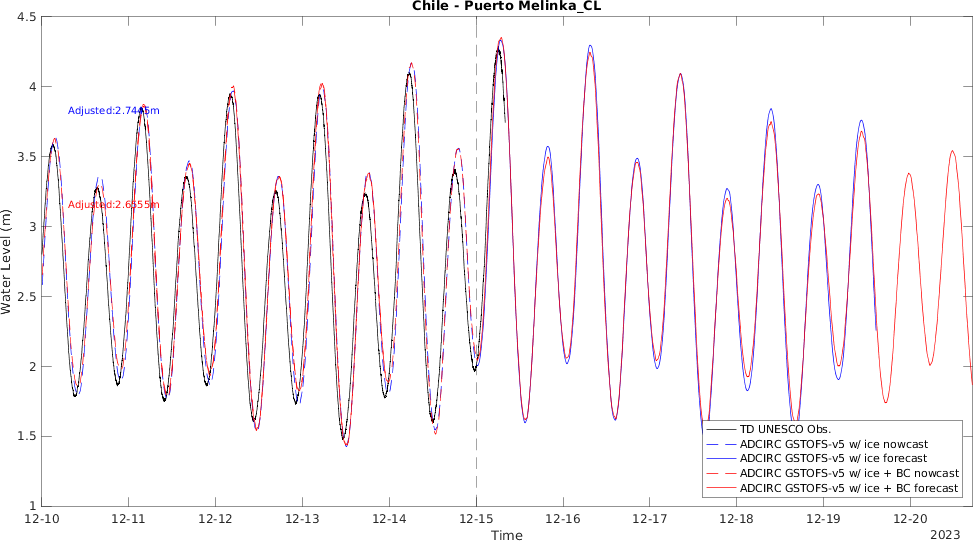 Chile - Puerto Melinka_CL
4.5
4
3.5
3
2.5
2
1.5
1
Water Level (m)
Adjusted:2.7445m
Adjusted:2.6555m
TD UNESCO Obs.
ADCIRC GSTOFS-v5 w/ ice nowcast
ADCIRC GSTOFS-v5 w/ ice forecast
ADCIRC GSTOFS-v5 w/ ice + BC nowcast
ADCIRC GSTOFS-v5 w/ ice + BC forecast
12-10 12-11 12-12 12-13 12-14 12-15 12-16 12-17 12-18 12-19 12-20
Time
2023